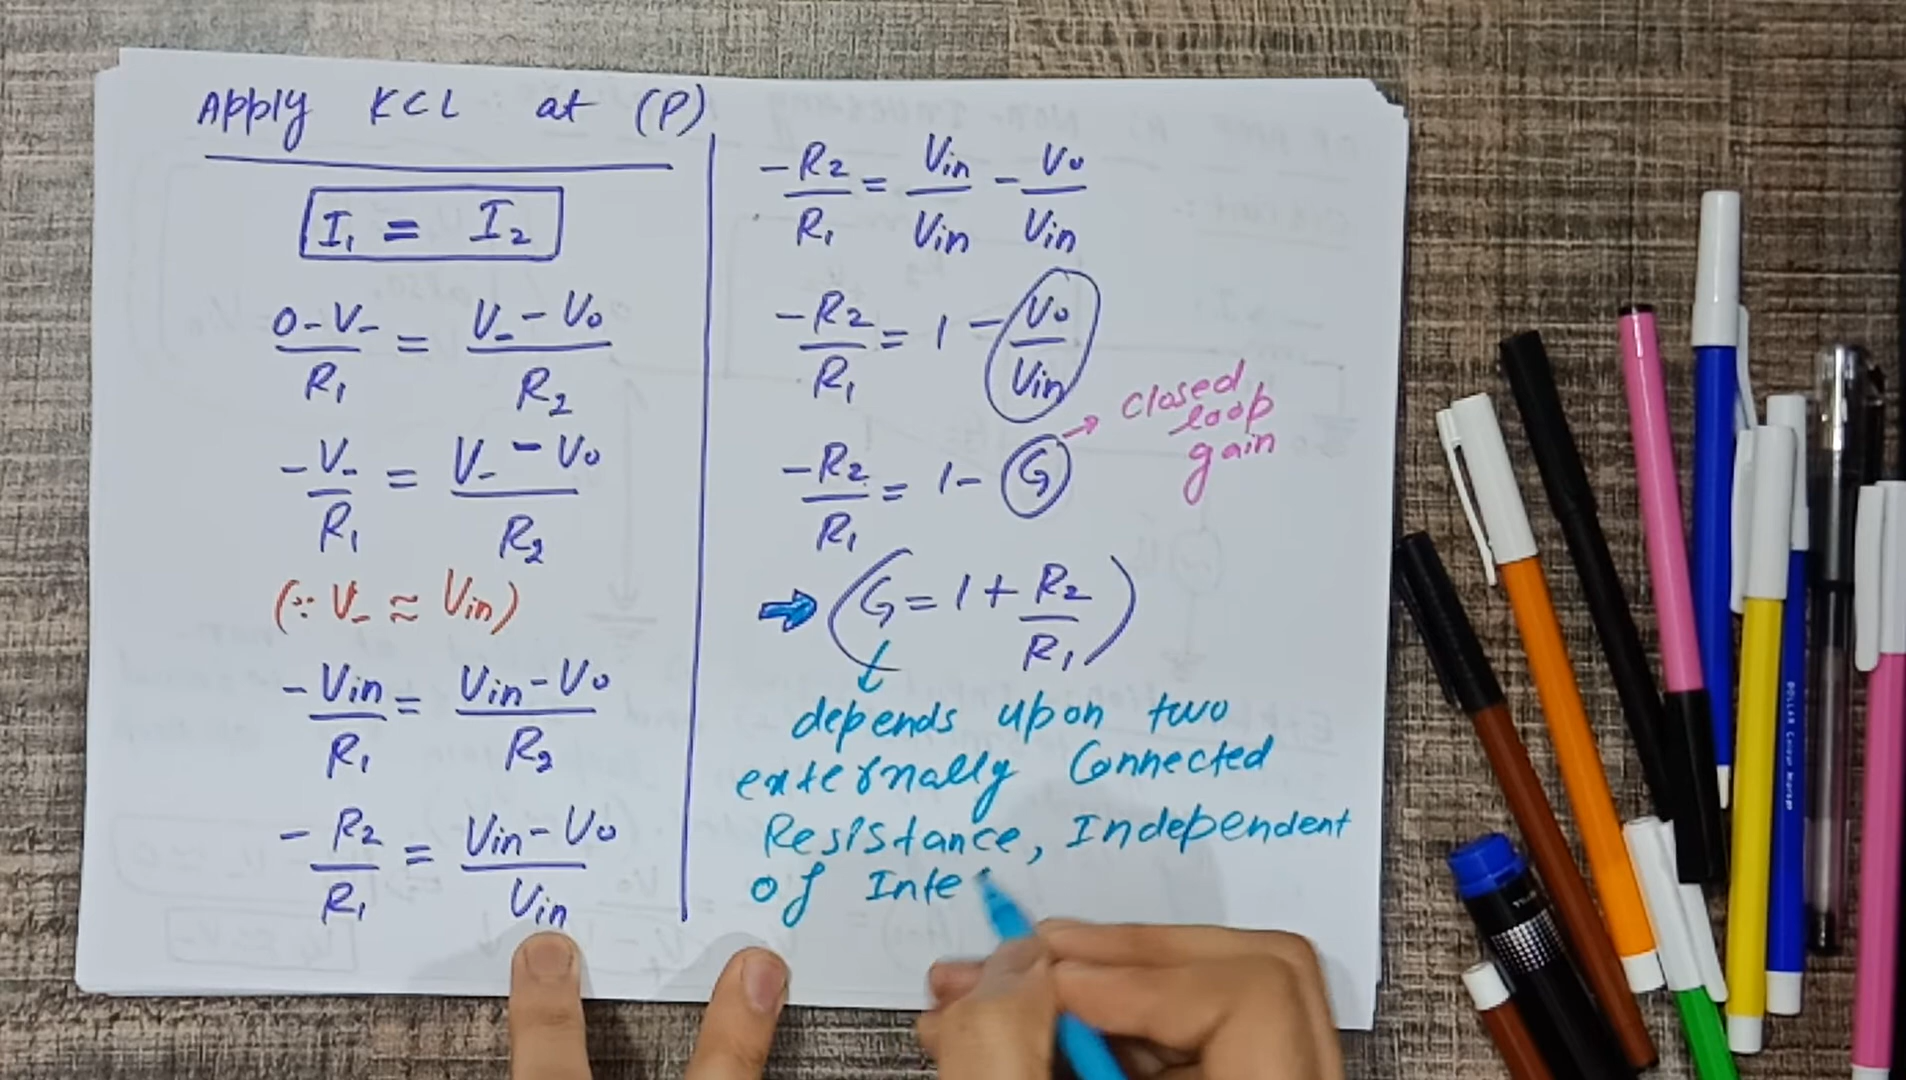 Apply KCL at (P)
I₁ = I₂
(0 - V₋)/R₁ = (V₋ - V₀)/R₂
-V₋/R₁ = (V₋ - V₀)/R₂
(∵ V₋ ≈ Vin)
-Vin/R₁ = (Vin - V₀)/R₂
-R₂/R₁ = (Vin - V₀)/Vin
-R₂/R₁ = Vin/Vin - V₀/Vin
-R₂/R₁ = 1 - V₀/Vin
-R₂/R₁ = 1 - G
→ closed
loop
gain
⇒ (G = 1 + R₂/R₁)
↓
depends upon two
externally Connected
Resistance, Independent
of Inte